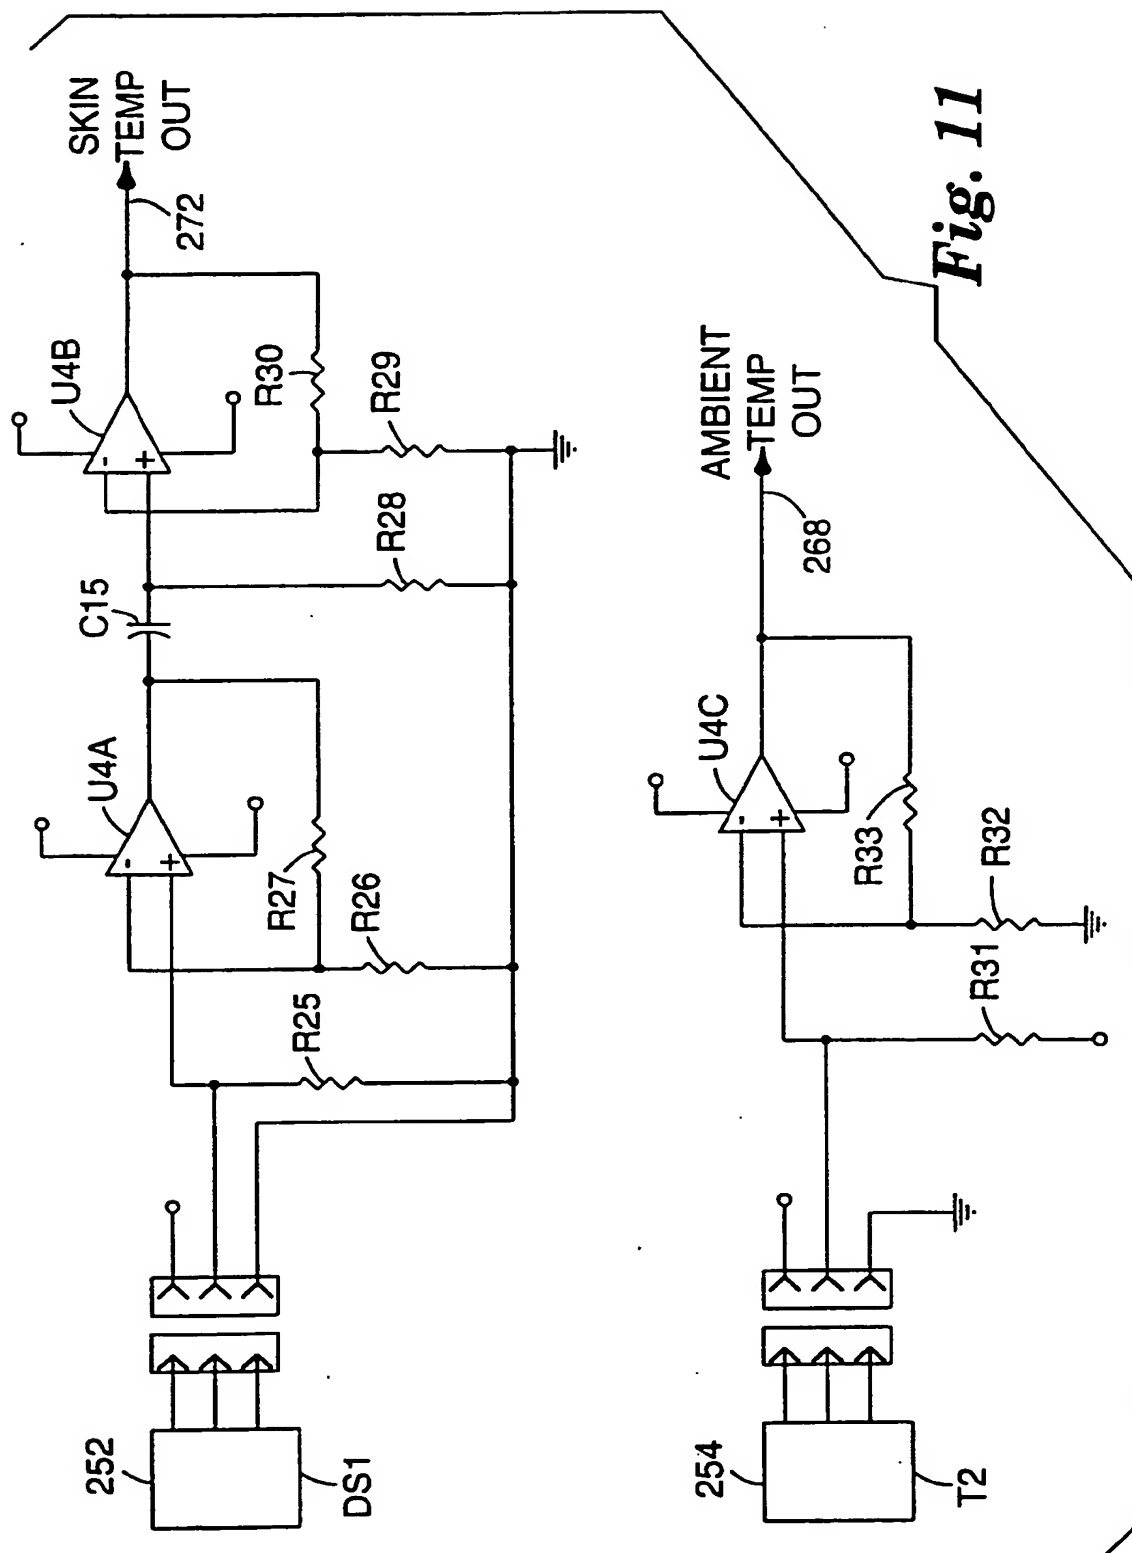 252
DS1
R25
R26
R27
U4A
C15
R28
R29
R30
U4B
272
SKIN
TEMP
OUT
-
+
-
+
254
T2
R31
R32
R33
U4C
268
AMBIENT
TEMP
OUT
-
+
Fig. 11